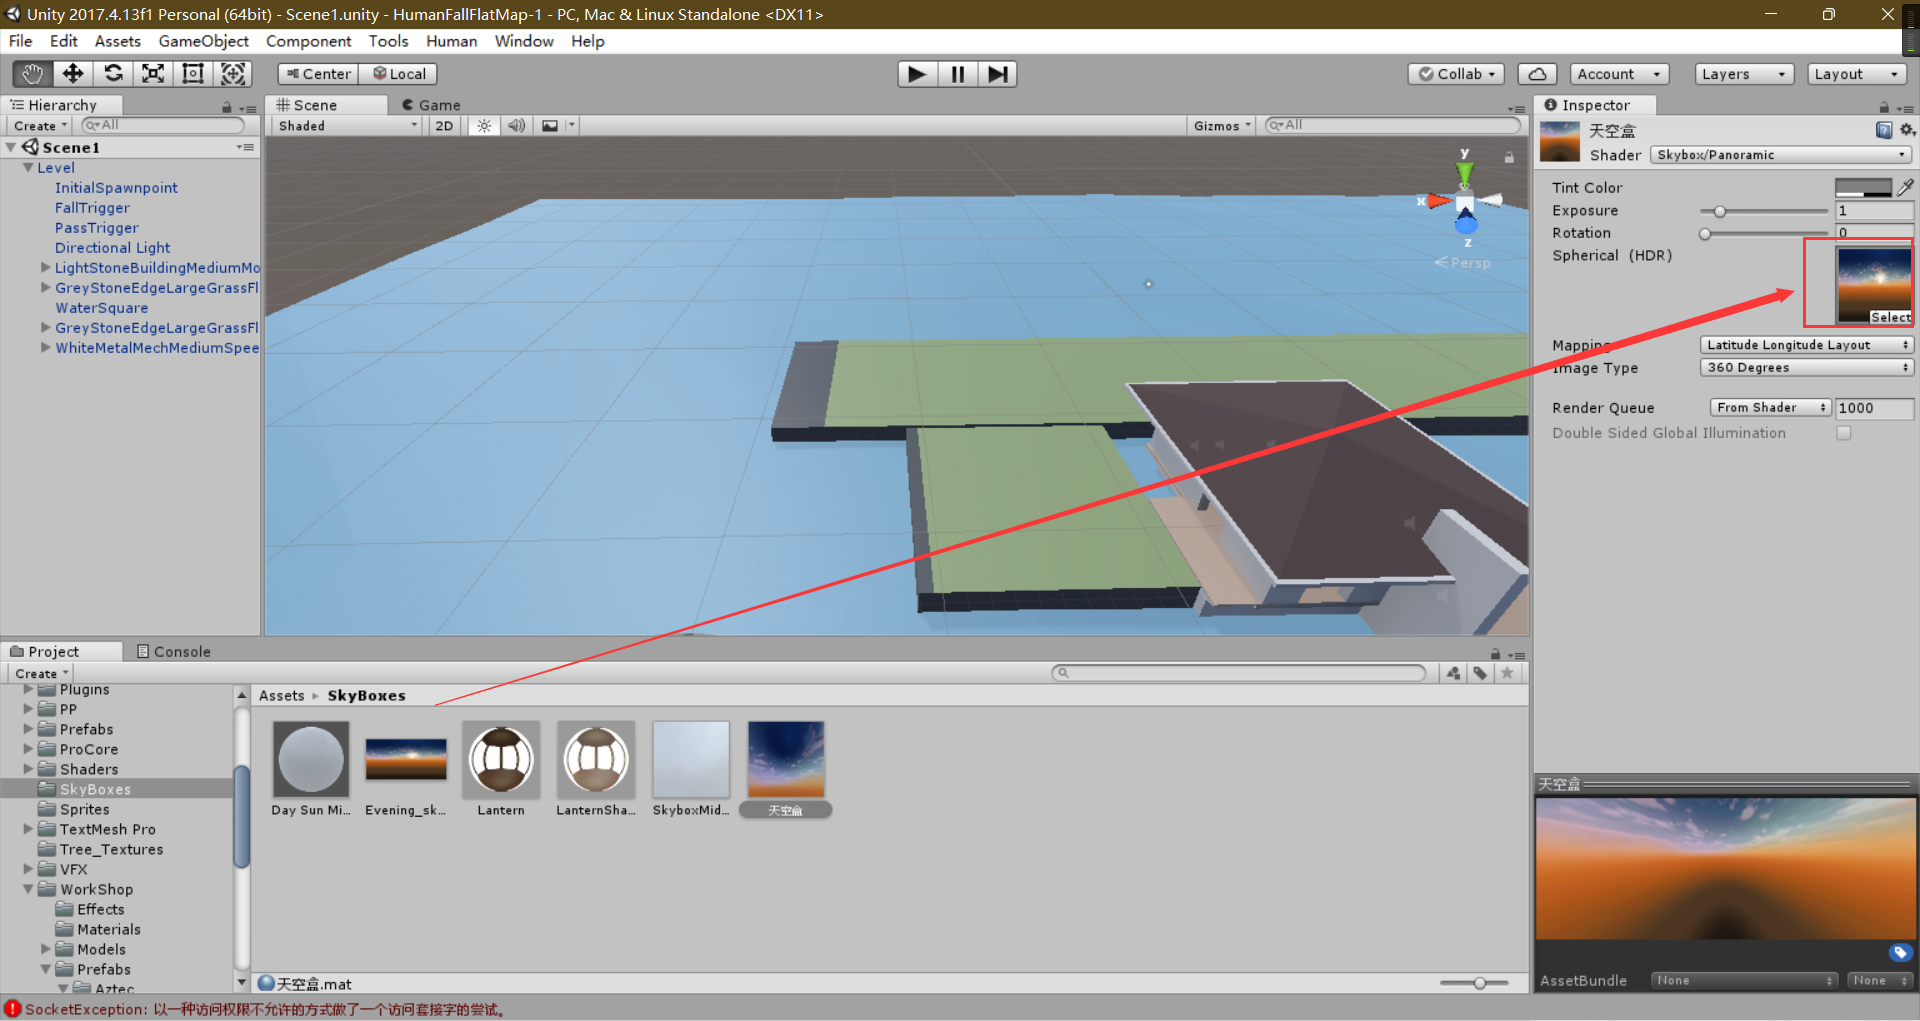 Unity 2017.4.13f1 Personal (64bit) - Scene1.unity - HumanFallFlatMap-1 - PC, Mac & Linux Standalone <DX11>
File Edit Assets GameObject Component Tools Human Window Help
Center Local Collab Account Layers Layout
Hierarchy
Create All
Scene1
Level
InitialSpawnpoint
FallTrigger
PassTrigger
Directional Light
LightStoneBuildingMediumMo
GreyStoneEdgeLargeGrassFl
WaterSquare
GreyStoneEdgeLargeGrassFl
WhiteMetalMechMediumSpee
Scene Game
Shaded 2D Gizmos All
y
x
z
Persp
Inspector
天空盒
Shader Skybox/Panoramic
Tint Color
Exposure 1
Rotation 0
Spherical (HDR)
Select
Mapping Latitude Longitude Layout
Image Type 360 Degrees
Render Queue From Shader 1000
Double Sided Global Illumination
Project Console
Create
Plugins
PP
Prefabs
ProCore
Shaders
SkyBoxes
Sprites
TextMesh Pro
Tree_Textures
VFX
WorkShop
Effects
Materials
Models
Prefabs
Aztec
Assets SkyBoxes
Day Sun Mi... Evening_sk... Lantern LanternSha... SkyboxMid... 天空盒
天空盒.mat
天空盒
AssetBundle None None
SocketException: 以一种访问权限不允许的方式做了一个访问套接字的尝试。